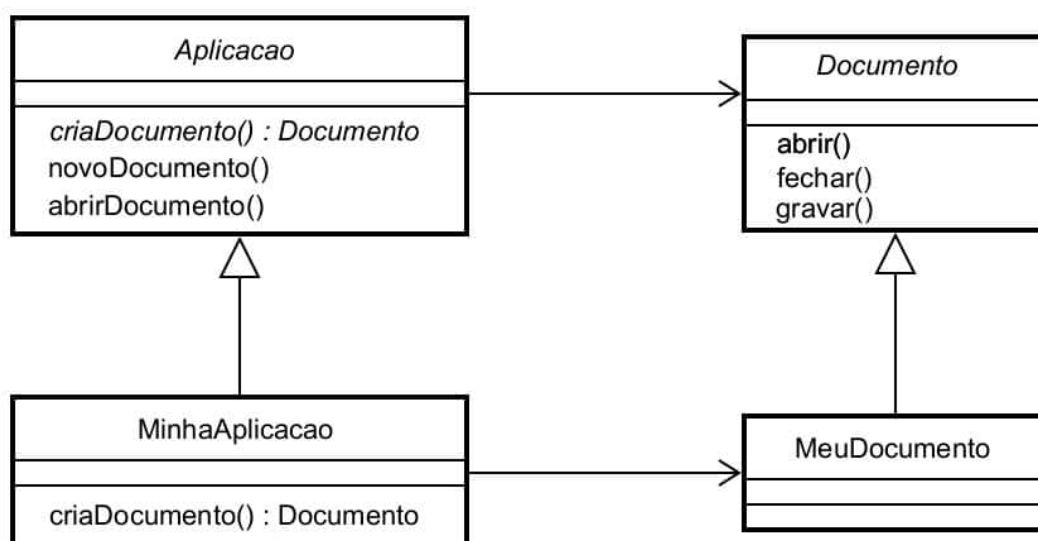 Aplicacao
criaDocumento() : Documento
novoDocumento()
abrirDocumento()
Documento
abrir()
fechar()
gravar()
MinhaAplicacao
criaDocumento() : Documento
MeuDocumento